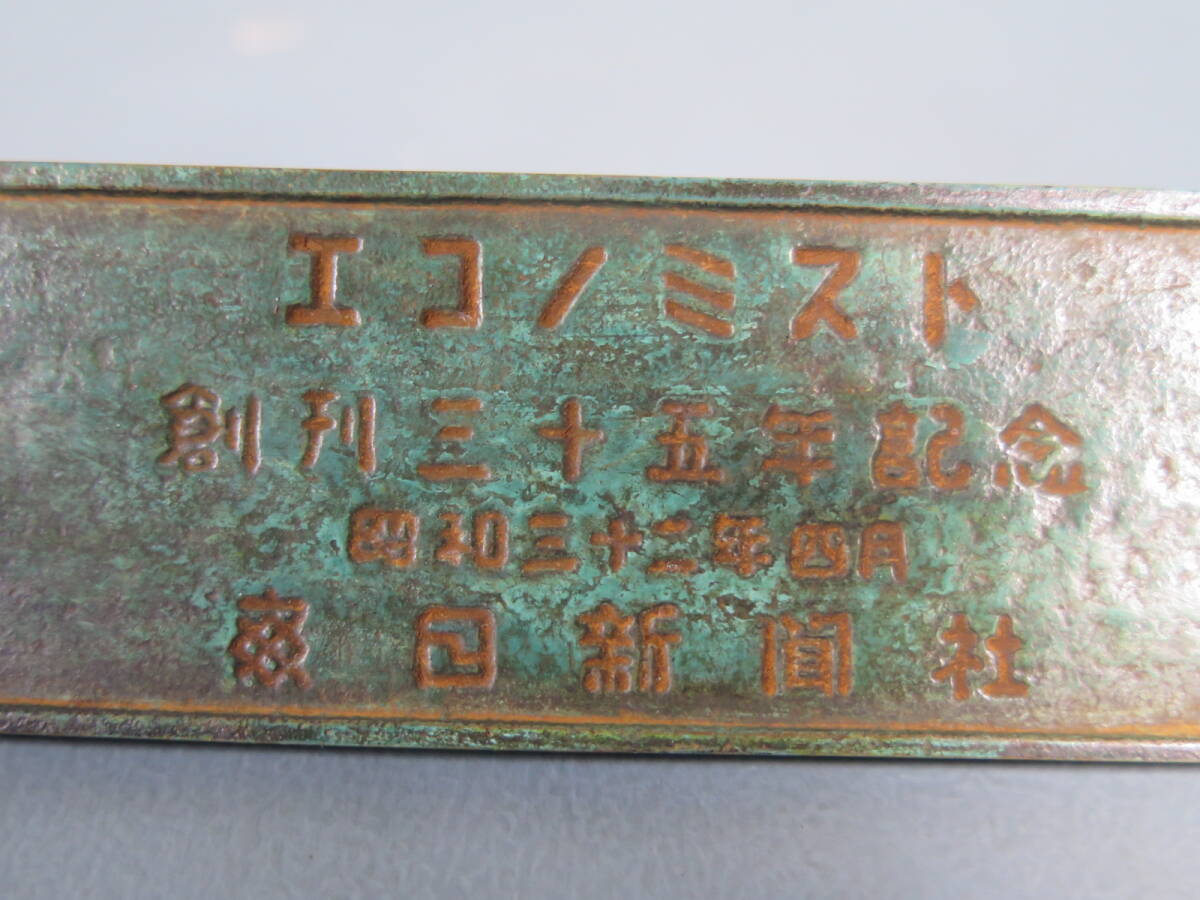 エコノミスト
創刊三十五年記念
昭和三十二年四月
毎日新聞社